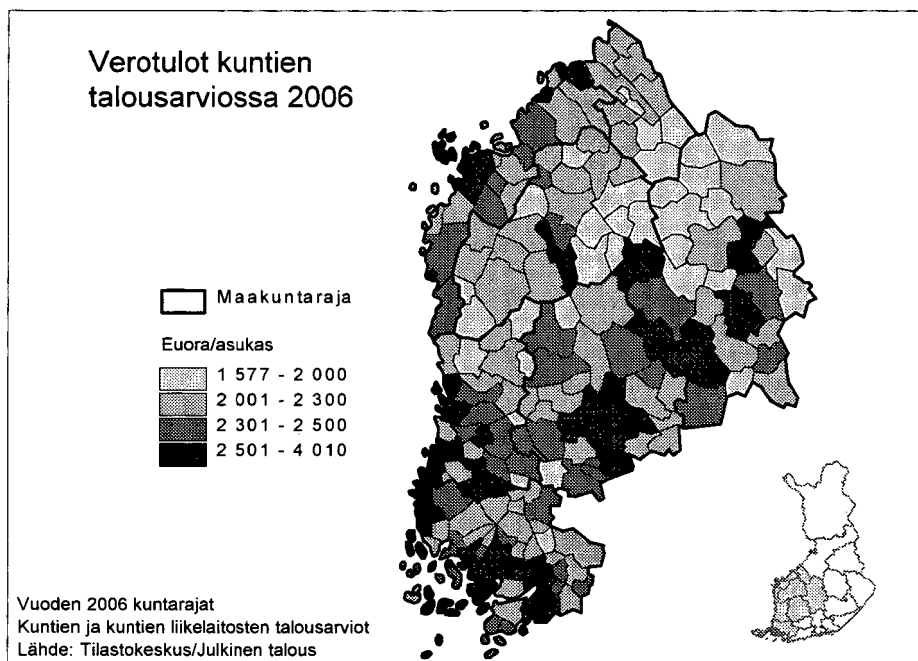 Verotulot kuntien
talousarviossa 2006
Maakuntaraja
Euora/asukas
1 577 - 2 000
2 001 - 2 300
2 301 - 2 500
2 501 - 4 010
Vuoden 2006 kuntarajat
Kuntien ja kuntien liikelaitosten talousarviot
Lähde: Tilastokeskus/Julkinen talous